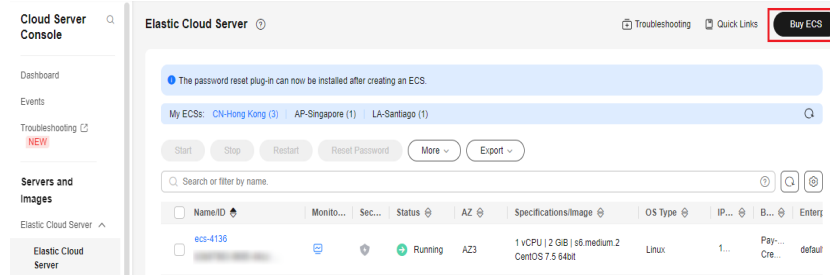 Cloud Server Console
Elastic Cloud Server
Troubleshooting
Quick Links
Buy ECS
Dashboard
Events
Troubleshooting
NEW
Servers and Images
Elastic Cloud Server
Elastic Cloud Server
The password reset plug-in can now be installed after creating an ECS.
My ECSs: CN-Hong Kong (3) AP-Singapore (1) LA-Santiago (1)
Start Stop Restart Reset Password More Export
Search or filter by name.
Name/ID Monito... Sec... Status AZ Specifications/Image OS Type IP... B... Enterp
ecs-4136 Running AZ3 1 vCPU | 2 GiB | s6.medium.2 Linux 1... Pay-... default
CentOS 7.5 64bit Cre...